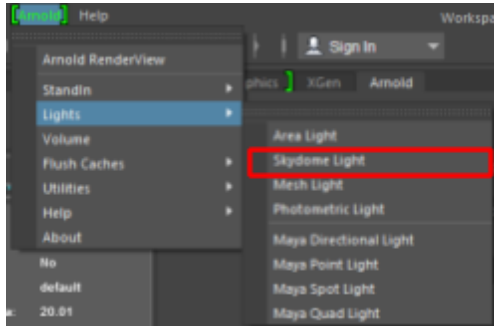 Arnold Help Workspa
Sign In
Arnold RenderView
StandIn
phics XGen Arnold
Lights
Volume
Flush Caches
Utilities
Help
About
Area Light
Skydome Light
Mesh Light
Photometric Light
Maya Directional Light
Maya Point Light
Maya Spot Light
Maya Quad Light
No
default
20.01